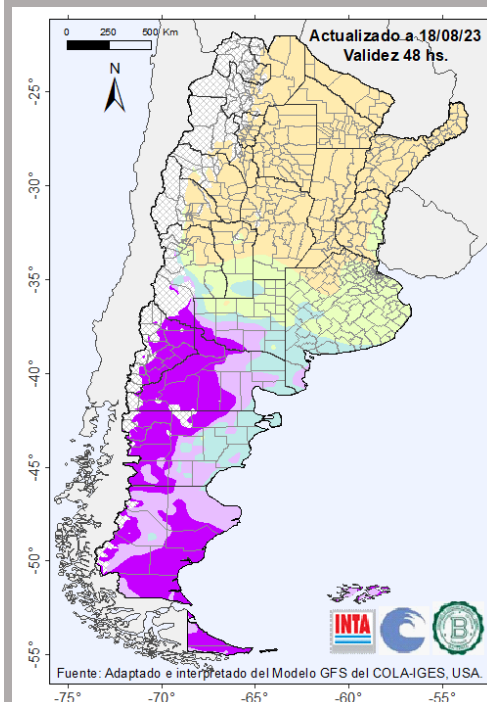 0 250 500 Km
Actualizado a 18/08/23
Validez 48 hs.
N
-25°
-30°
-35°
-40°
-45°
-50°
-55°
INTA
B
Fuente: Adaptado e interpretado del Modelo GFS del COLA-IGES, USA.
-75 -70 -65 -60 -55